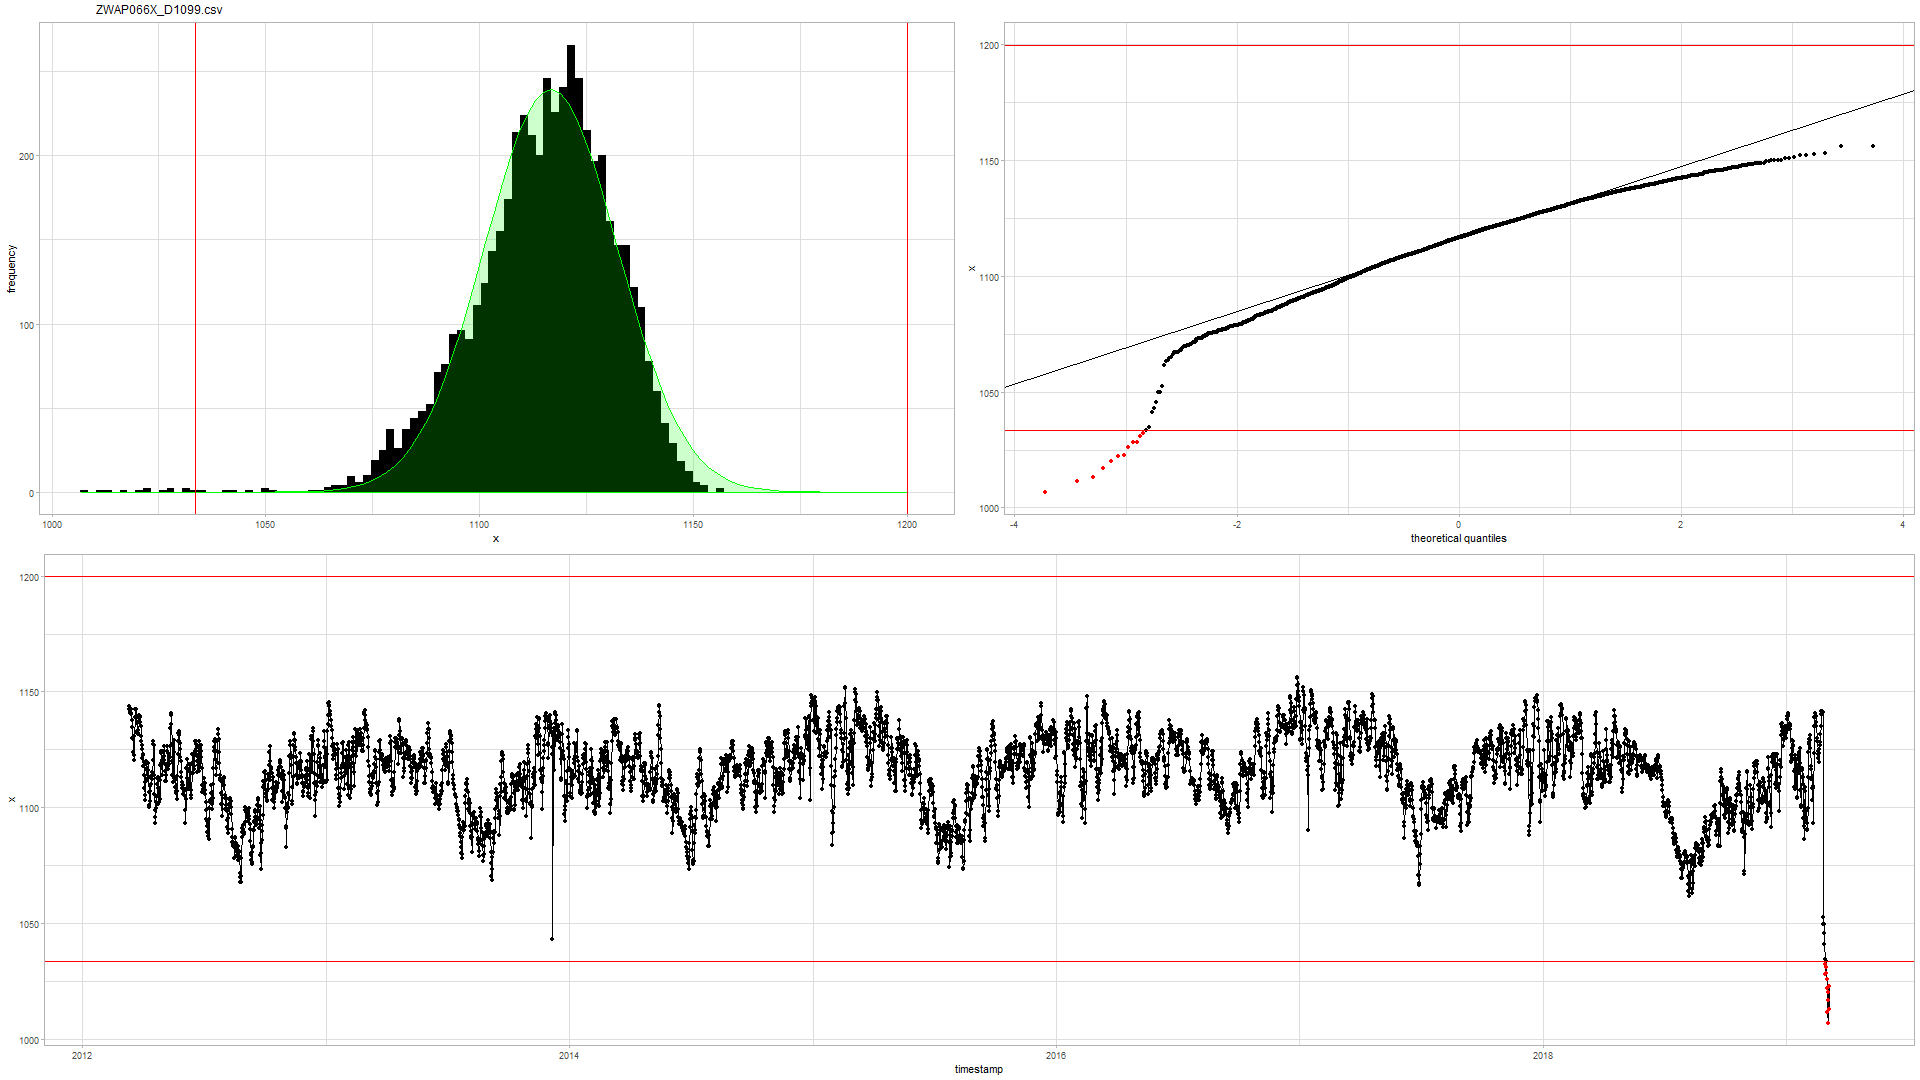 ZWAP066X_D1099.csv
frequency
200
100
0
1000 1050 1100 1150 1200
x
x
1200
1150
1100
1050
1000
-4 -2 0 2 4
theoretical quantiles
x
1200
1150
1100
1050
1000
2012 2014 2016 2018
timestamp